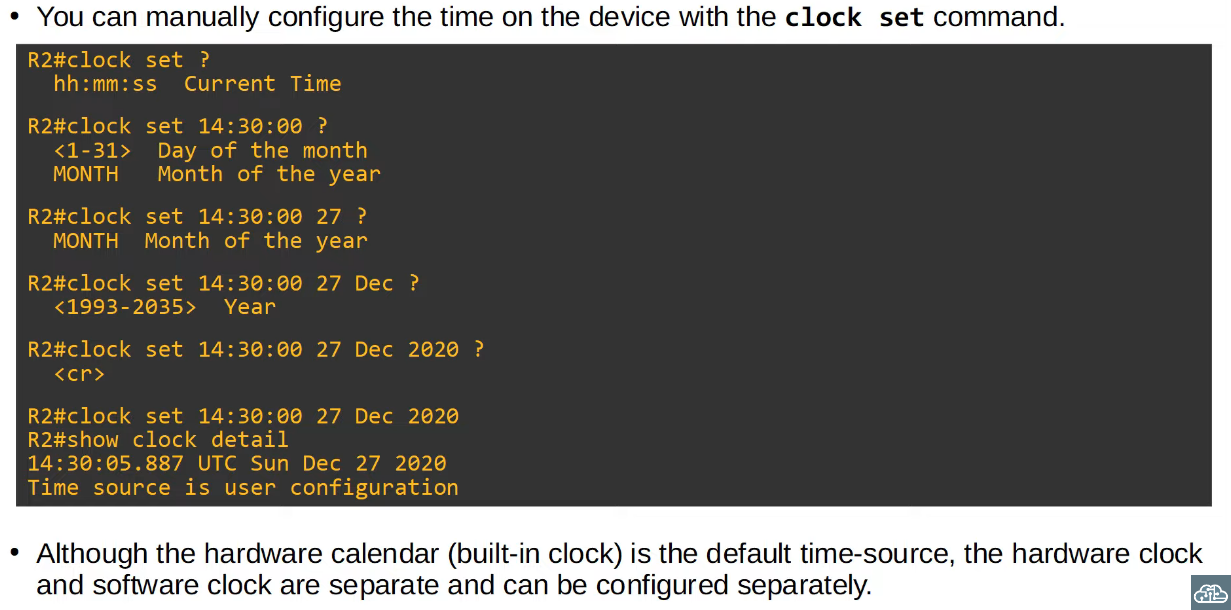 • You can manually configure the time on the device with the clock set command.
R2#clock set ?
hh:mm:ss  Current Time
R2#clock set 14:30:00 ?
<1-31>  Day of the month
MONTH   Month of the year
R2#clock set 14:30:00 27 ?
MONTH  Month of the year
R2#clock set 14:30:00 27 Dec ?
<1993-2035>  Year
R2#clock set 14:30:00 27 Dec 2020 ?
<cr>
R2#clock set 14:30:00 27 Dec 2020
R2#show clock detail
14:30:05.887 UTC Sun Dec 27 2020
Time source is user configuration
• Although the hardware calendar (built-in clock) is the default time-source, the hardware clock
and software clock are separate and can be configured separately.